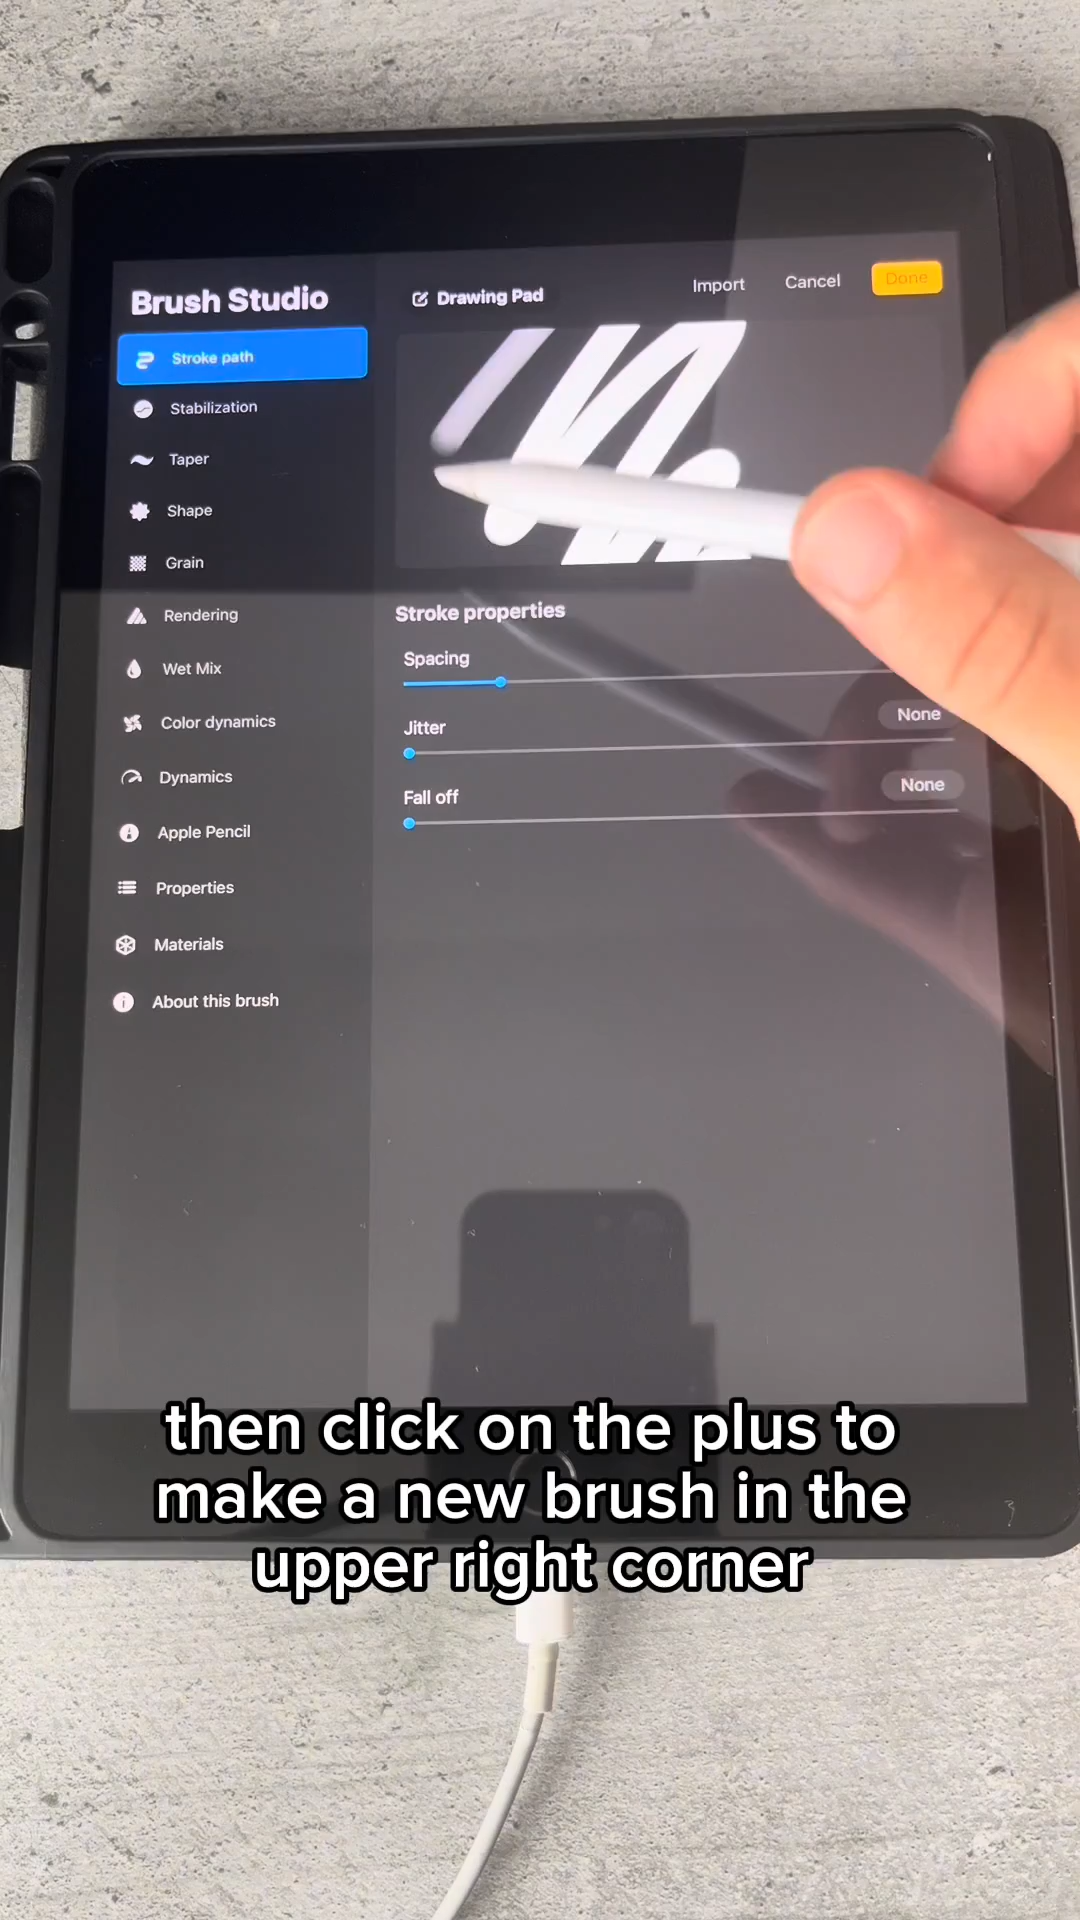 Brush Studio
Drawing Pad
Import
Cancel
Done
Stroke path
Stabilization
Taper
Shape
Grain
Rendering
Wet Mix
Color dynamics
Dynamics
Apple Pencil
Properties
Materials
About this brush
Stroke properties
Spacing
Jitter
None
Fall off
None
then click on the plus to
make a new brush in the
upper right corner